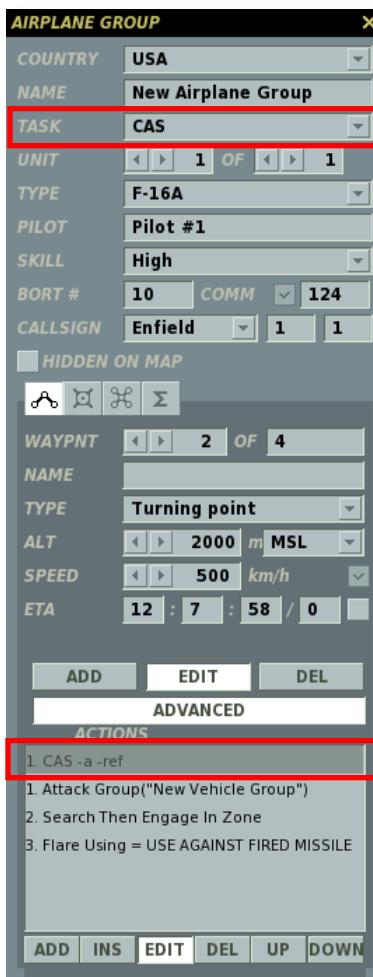 AIRPLANE GROUP ×
COUNTRY USA
NAME New Airplane Group
TASK CAS
UNIT 1 OF 1
TYPE F-16A
PILOT Pilot #1
SKILL High
BORT # 10 COMM 124
CALLSIGN Enfield 1 1
HIDDEN ON MAP
Σ
WAYPNT 2 OF 4
NAME
TYPE Turning point
ALT 2000 m MSL
SPEED 500 km/h
ETA 12 : 7 : 58 / 0
ADD EDIT DEL
ADVANCED
ACTIONS
1. CAS -a -ref
1. Attack Group("New Vehicle Group")
2. Search Then Engage In Zone
3. Flare Using = USE AGAINST FIRED MISSILE
ADD INS EDIT DEL UP DOWN